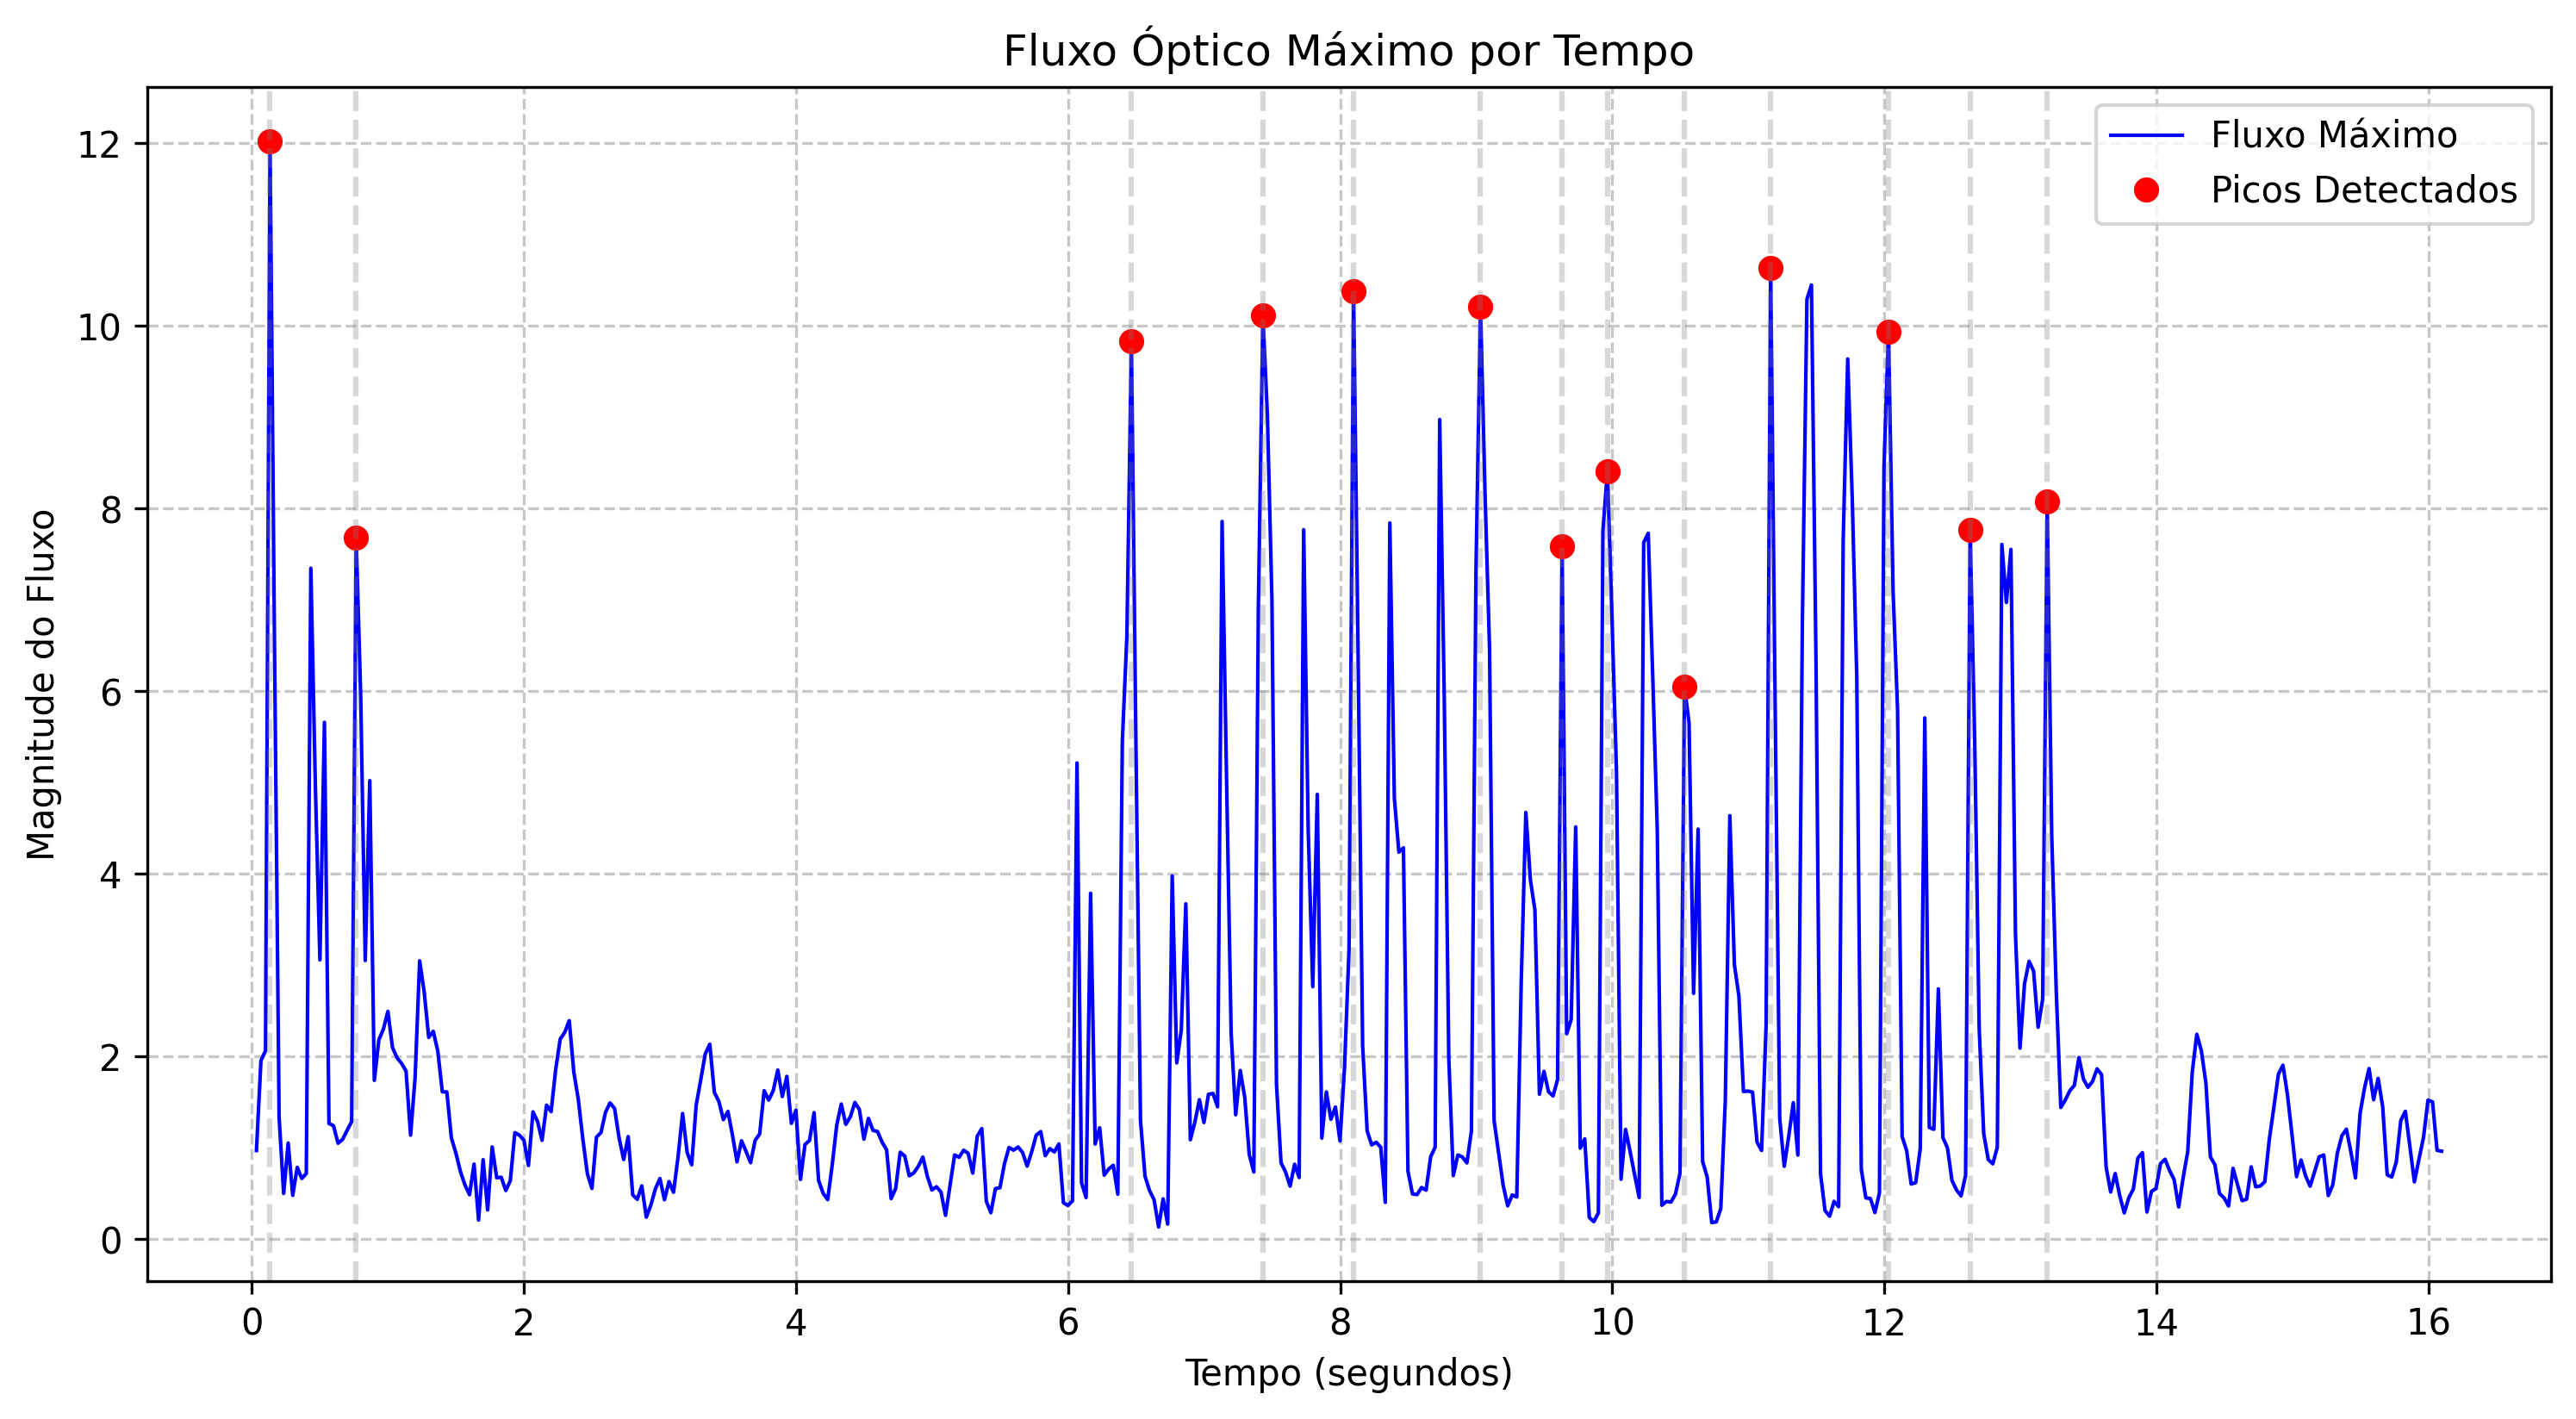 Fluxo Óptico Máximo por Tempo
Fluxo Máximo
Picos Detectados
Magnitude do Fluxo
12
10
8
6
4
2
0
0 2 4 6 8 10 12 14 16
Tempo (segundos)